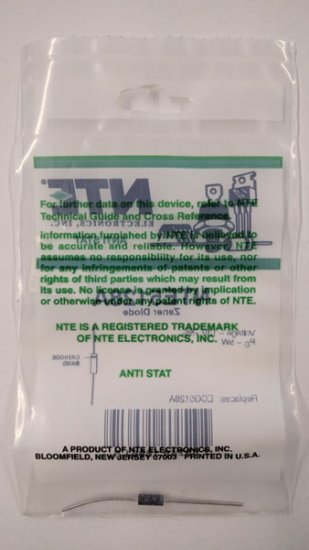 For further data on this device, refer to NTE
Technical Guide and Cross Reference.
Information furnished by NTE is believed to
be accurate and reliable. However, NTE
assumes no responsibility for its use, nor
for any infringements of patents or other
rights of third parties which may result from
its use. No license is granted by implication
or otherwise under any patent rights of NTE.
NTE IS A REGISTERED TRADEMARK
OF NTE ELECTRONICS, INC.
ANTI STAT
A PRODUCT OF NTE ELECTRONICS, INC.
BLOOMFIELD, NEW JERSEY 07003 PRINTED IN U.S.A.
NTE
ELECTRONICS, INC.
ANTI STAT
Zener Diode
CATHODE
BAND
Replaces: ECG5128A